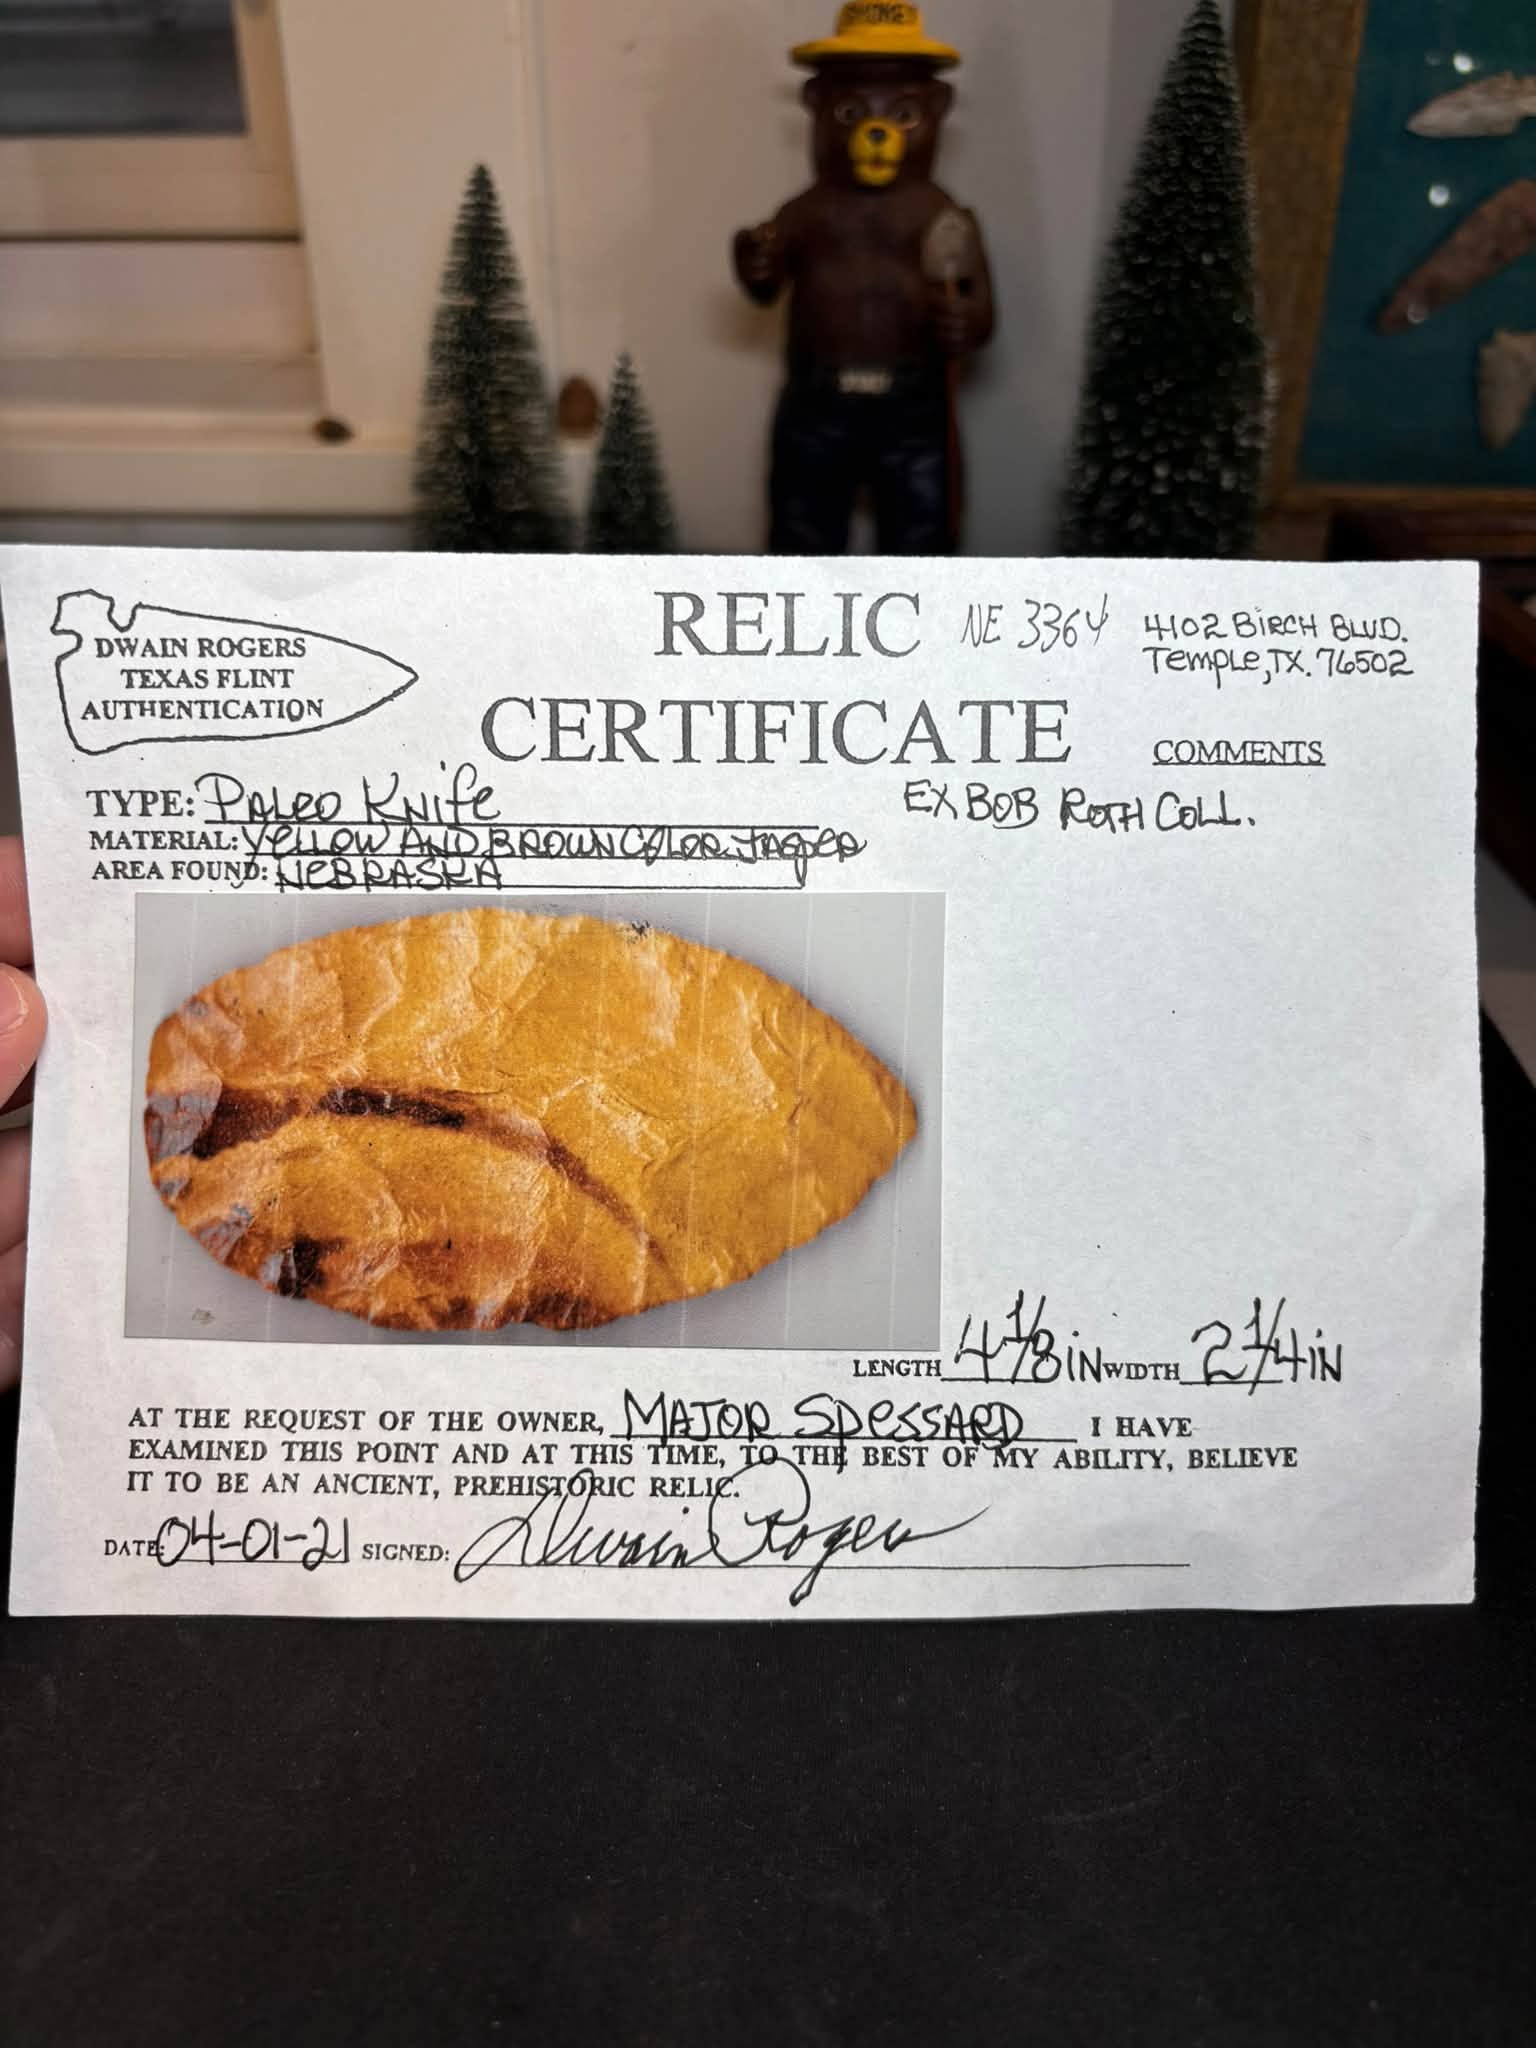 SMOKEY
DWAIN ROGERS
TEXAS FLINT
AUTHENTICATION
RELIC
CERTIFICATE
NE 3364
4102 BIRCH BLVD.
Temple, TX. 76502
COMMENTS
EX BOB ROTH COLL.
TYPE: PALEO KNIFE
MATERIAL: YELLOW AND BROWN COLOR JASPER
AREA FOUND: NEBRASKA
LENGTH 4 1/8 IN WIDTH 2 1/4 IN
AT THE REQUEST OF THE OWNER, MAJOR SPESSARD I HAVE
EXAMINED THIS POINT AND AT THIS TIME, TO THE BEST OF MY ABILITY, BELIEVE
IT TO BE AN ANCIENT, PREHISTORIC RELIC.
DATE: 04-01-21 SIGNED: Dwain Rogers